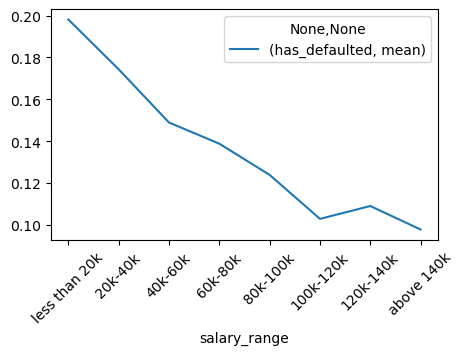 None,None
(has_defaulted, mean)
0.20
0.18
0.16
0.14
0.12
0.10
less than 20k
20k-40k
40k-60k
60k-80k
80k-100k
100k-120k
120k-140k
above 140k
salary_range